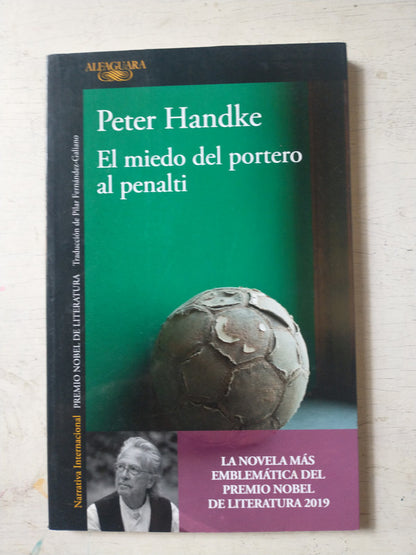 ALFAGUARA
Peter Handke
El miedo del portero
al penalti
Narrativa Internacional PREMIO NOBEL DE LITERATURA Traducción de Pilar Fernández-Galiano
LA NOVELA MÁS
EMBLEMÁTICA DEL
PREMIO NOBEL
DE LITERATURA 2019